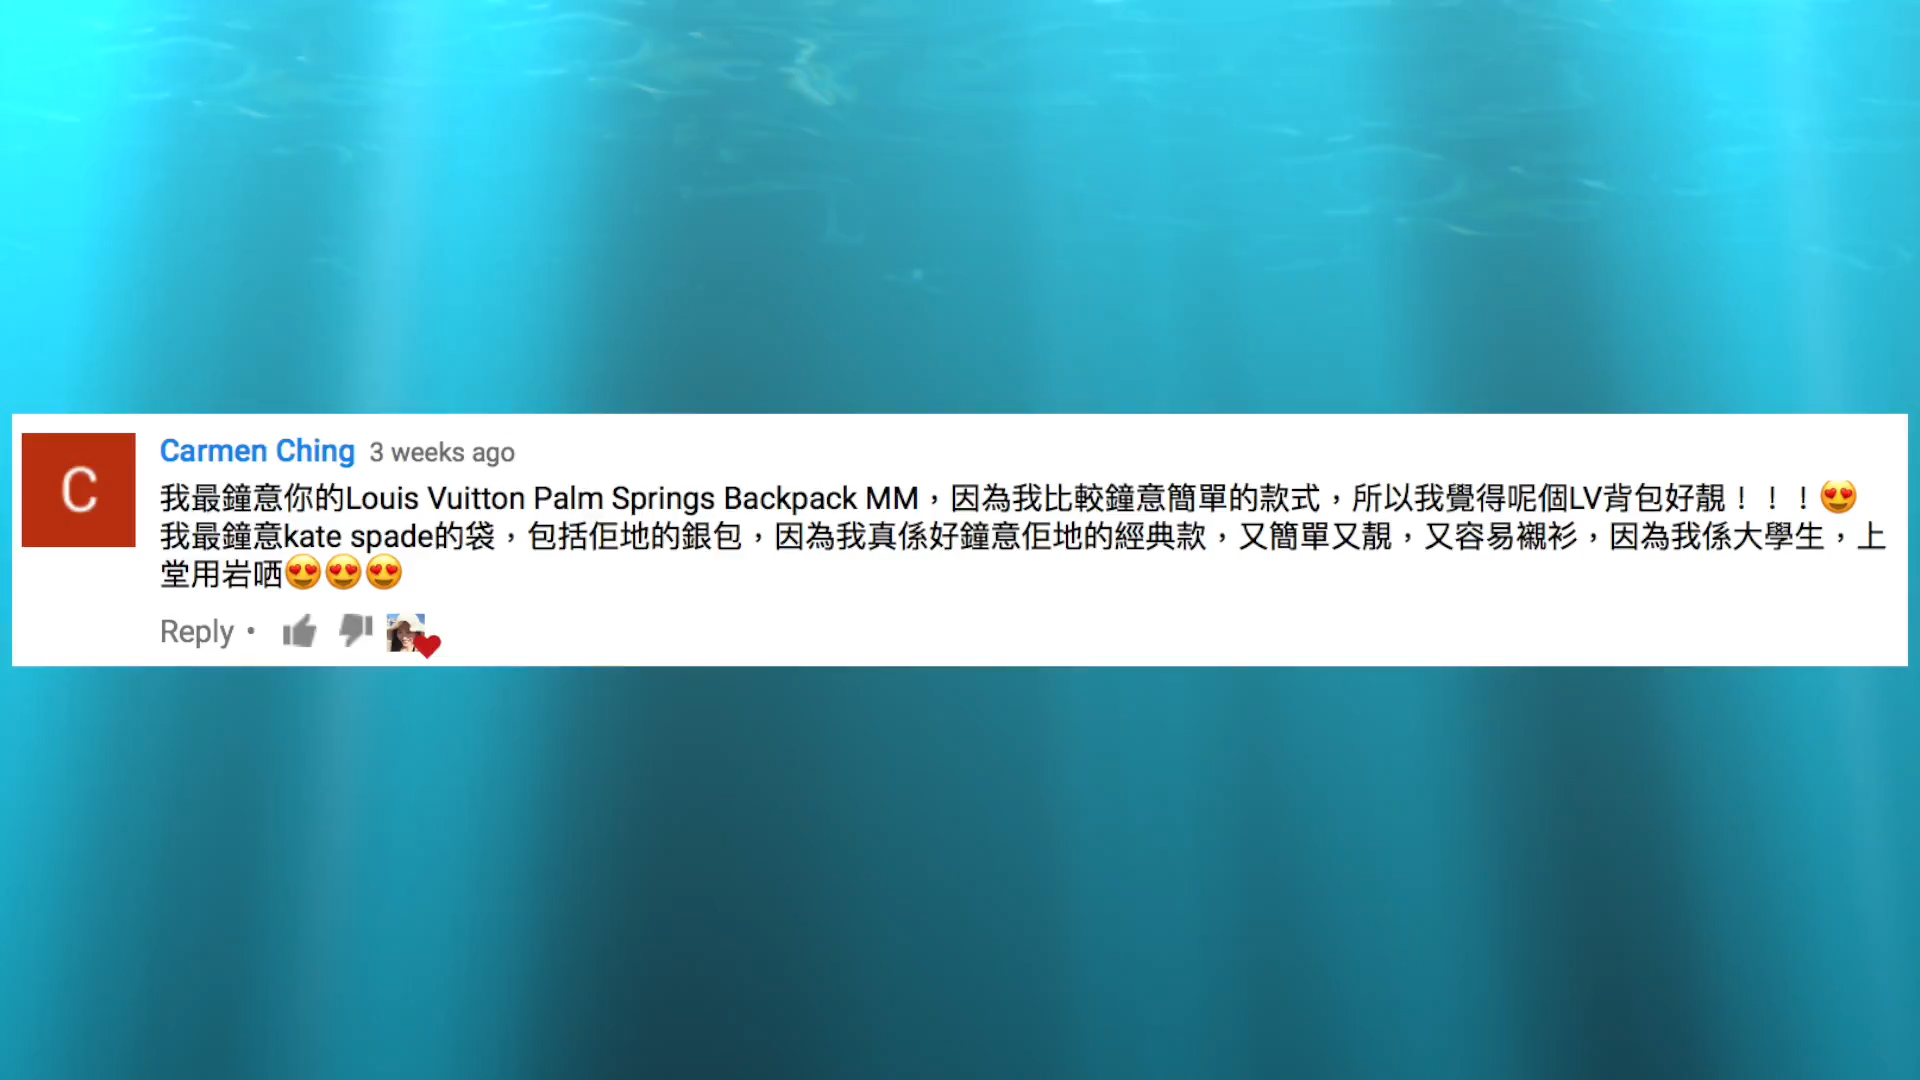 C
Carmen Ching 3 weeks ago
我最鐘意你的Louis Vuitton Palm Springs Backpack MM，因為我比較鐘意簡單的款式，所以我覺得呢個LV背包好靚！！！😍
我最鐘意kate spade的袋，包括佢地的銀包，因為我真係好鐘意佢地的經典款，又簡單又靚，又容易襯衫，因為我係大學生，上
堂用岩哂😍😍😍
Reply •